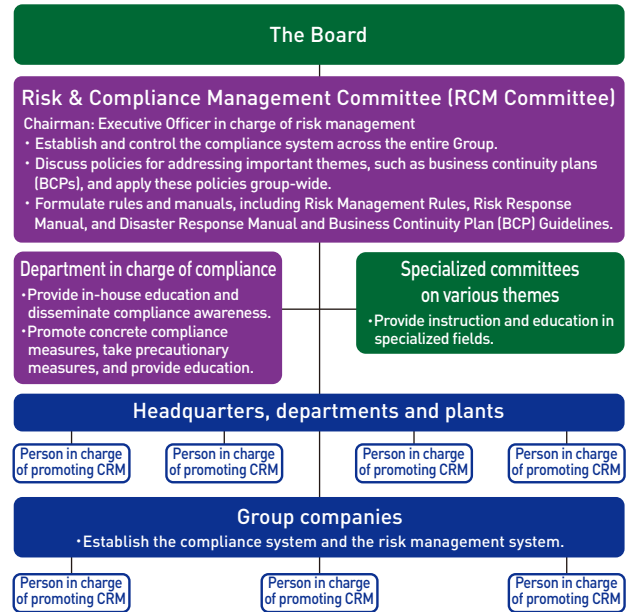 The Board
Risk & Compliance Management Committee (RCM Committee)
Chairman: Executive Officer in charge of risk management
・Establish and control the compliance system across the entire Group.
・Discuss policies for addressing important themes, such as business continuity plans
(BCPs), and apply these policies group-wide.
・Formulate rules and manuals, including Risk Management Rules, Risk Response
Manual, and Disaster Response Manual and Business Continuity Plan (BCP) Guidelines.
Department in charge of compliance
・Provide in-house education and
disseminate compliance awareness.
・Promote concrete compliance
measures, take precautionary
measures, and provide education.
Specialized committees
on various themes
・Provide instruction and education in
specialized fields.
Headquarters, departments and plants
Person in charge
of promoting CRM
Person in charge
of promoting CRM
Person in charge
of promoting CRM
Person in charge
of promoting CRM
Group companies
・Establish the compliance system and the risk management system.
Person in charge
of promoting CRM
Person in charge
of promoting CRM
Person in charge
of promoting CRM